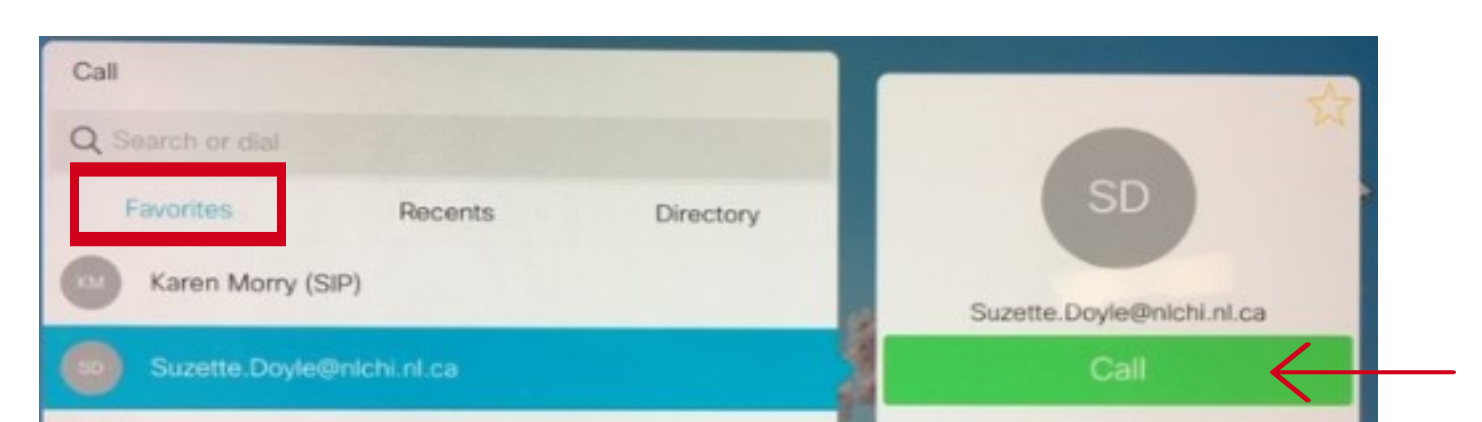 Call
Search or dial
Favorites Recents Directory
KM Karen Morry (SIP)
SD Suzette.Doyle@nlchi.nl.ca
SD
Suzette.Doyle@nlchi.nl.ca
Call